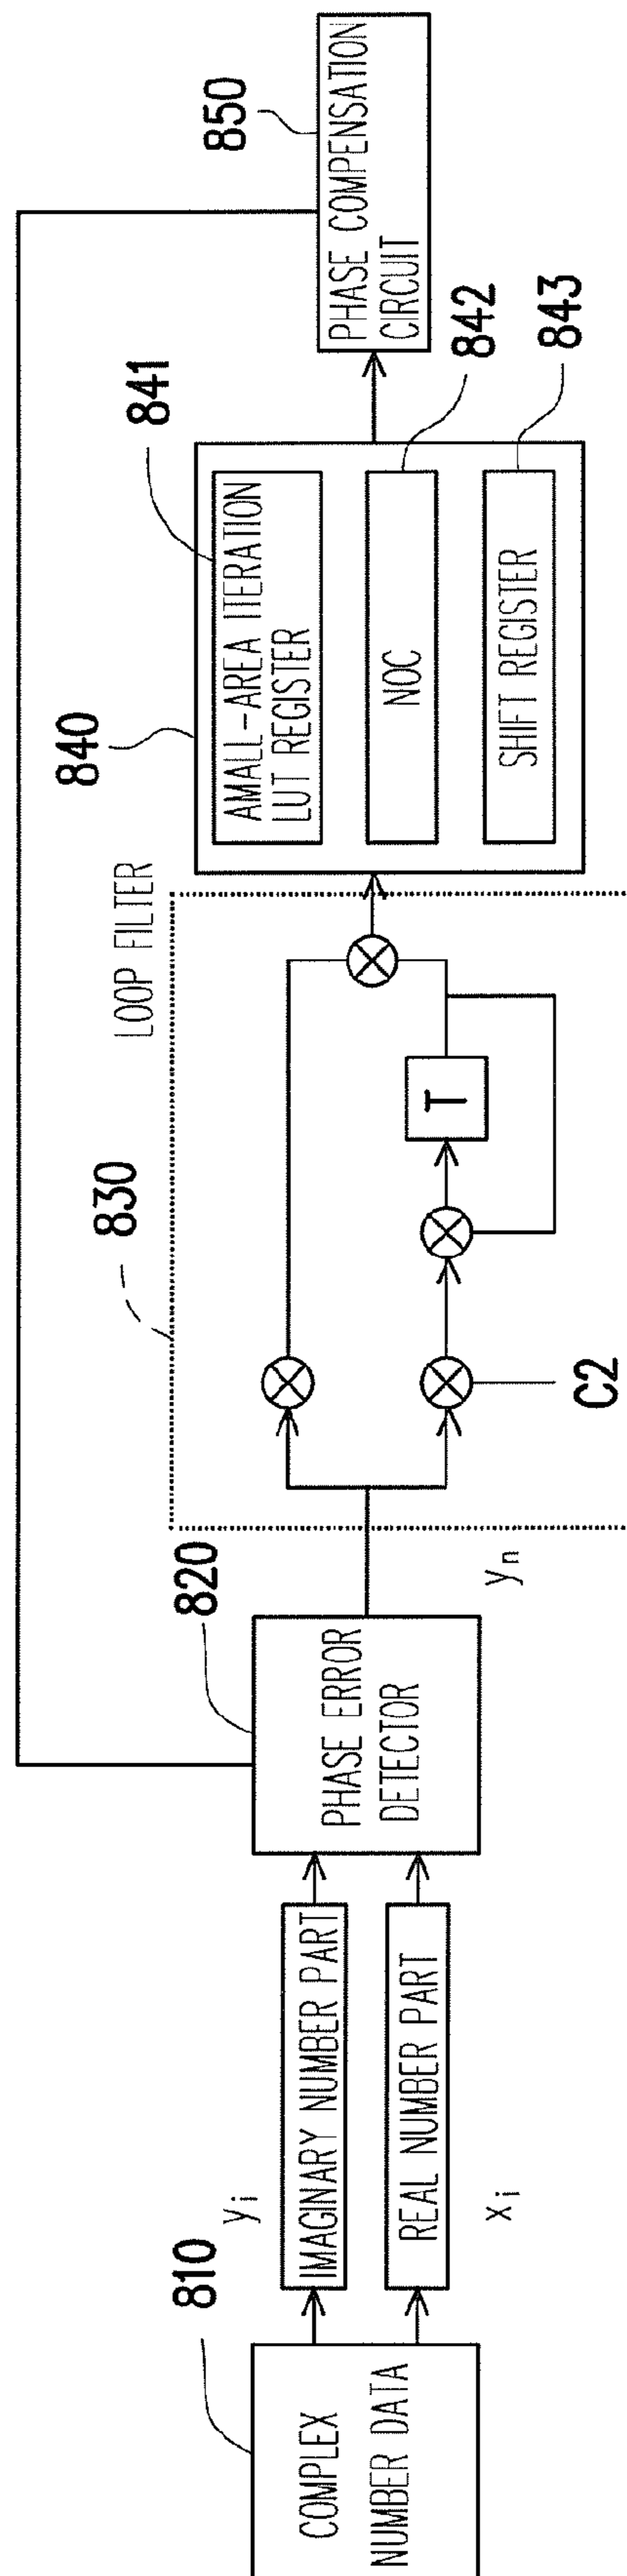 810
COMPLEX
NUMBER DATA
yi
IMAGINARY NUMBER PART
REAL NUMBER PART
xi
820
PHASE ERROR
DETECTOR
yn
830
LOOP FILTER
C2
T
840
841
AMALL-AREA ITERATION
LUT REGISTER
NOC
842
SHIFT REGISTER
843
850
PHASE COMPENSATION
CIRCUIT